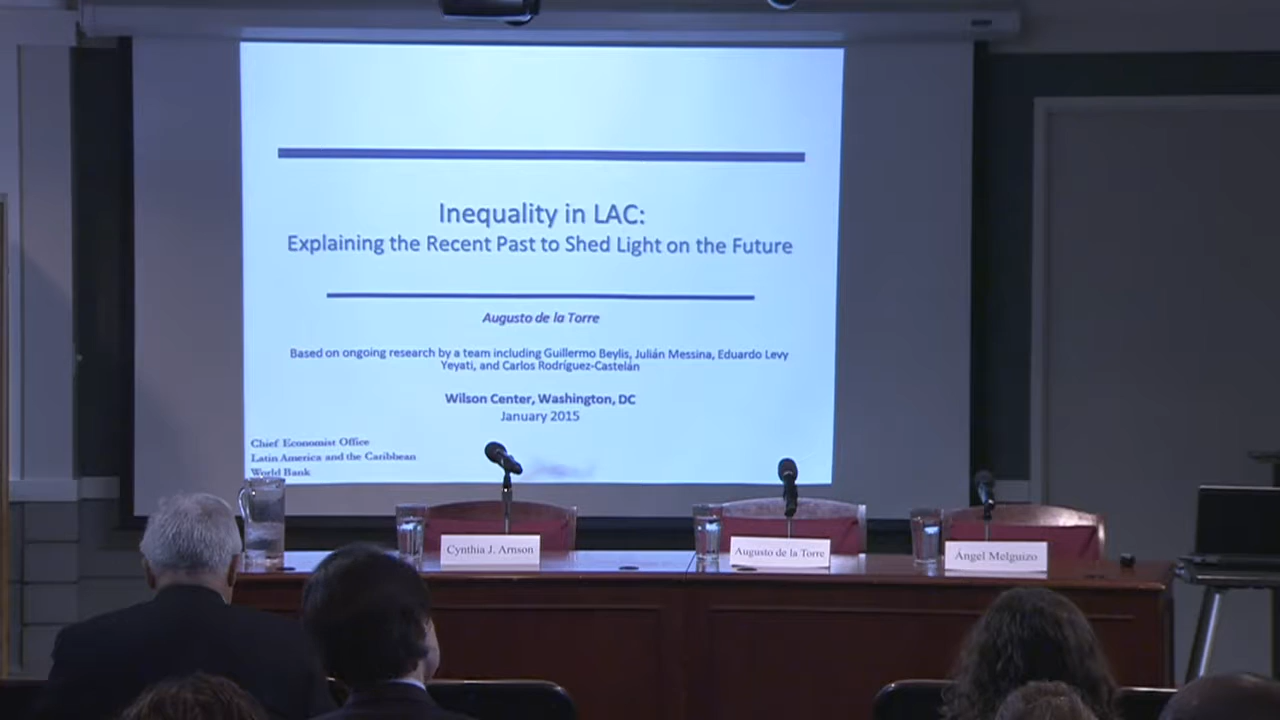 Inequality in LAC:
Explaining the Recent Past to Shed Light on the Future
Augusto de la Torre
Based on ongoing research by a team including Guillermo Beylis, Julián Messina, Eduardo Levy
Yeyati, and Carlos Rodríguez-Castelán
Wilson Center, Washington, DC
January 2015
Chief Economist Office
Latin America and the Caribbean
World Bank
Cynthia J. Arnson
Augusto de la Torre
Ángel Melguizo